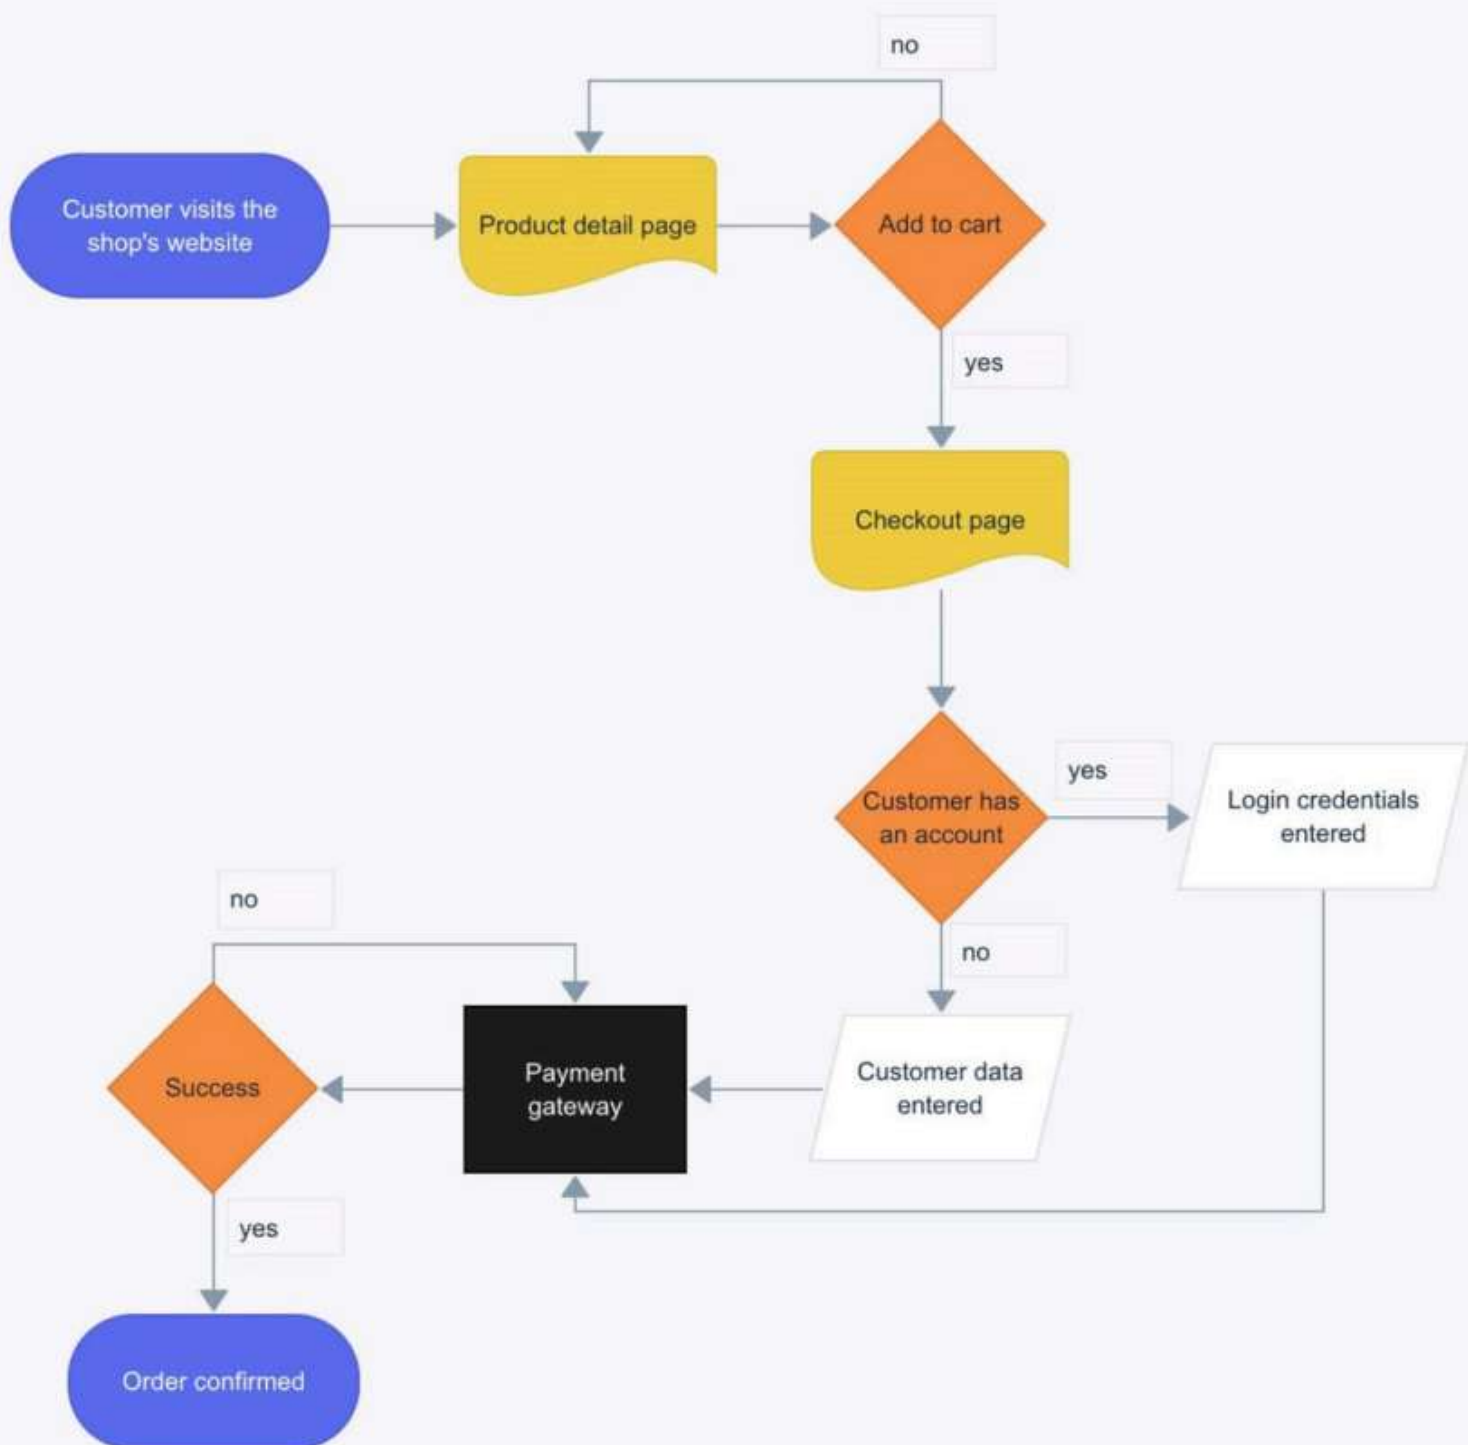 no
Customer visits the
shop's website
Product detail page
Add to cart
yes
Checkout page
Customer has
an account
yes
Login credentials
entered
no
Customer data
entered
Payment
gateway
no
Success
yes
Order confirmed